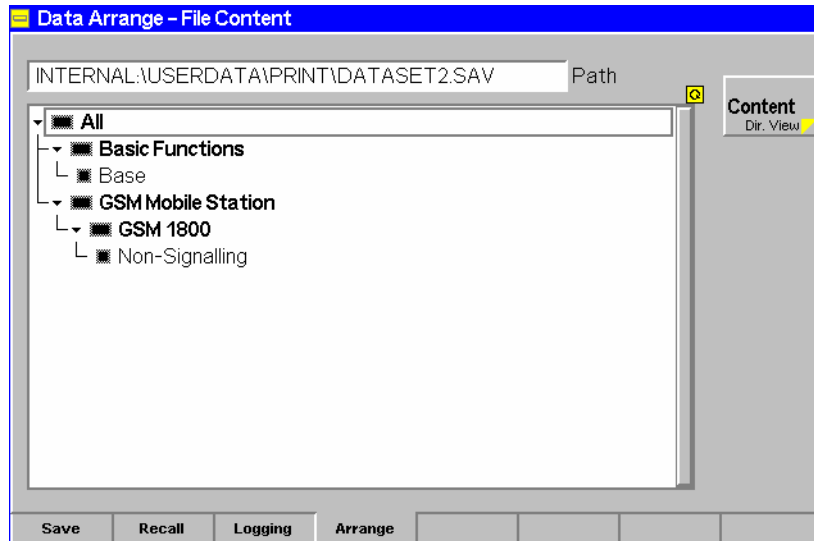 Data Arrange – File Content
INTERNAL:\USERDATA\PRINT\DATASET2.SAV Path
Content
Dir. View
All
Basic Functions
Base
GSM Mobile Station
GSM 1800
Non-Signalling
Save Recall Logging Arrange